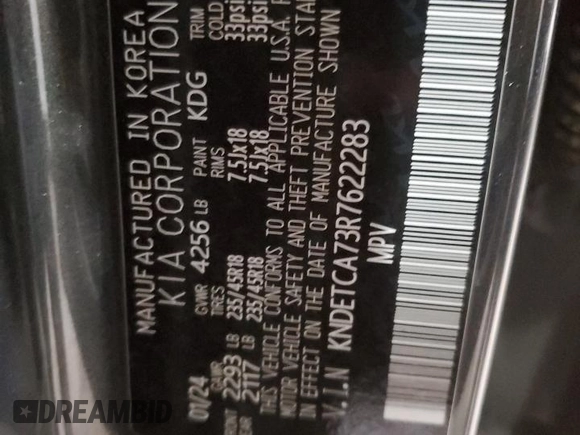 MANUFACTURED IN KOREA
KIA CORPORATION
01/24 GVWR 4256 LB PAINT KDG TRIM
GAWR TIRES RIMS COLD
2293 LB 235/45R18 7.5Jx18 33psi
2117 LB 235/45R18 7.5Jx18 33psi
THIS VEHICLE CONFORMS TO ALL APPLICABLE U.S.A.
MOTOR VEHICLE SAFETY AND THEFT PREVENTION STA
IN EFFECT ON THE DATE OF MANUFACTURE SHOWN
V.I.N KNDETCA73R7622283
MPV
DREAMBID